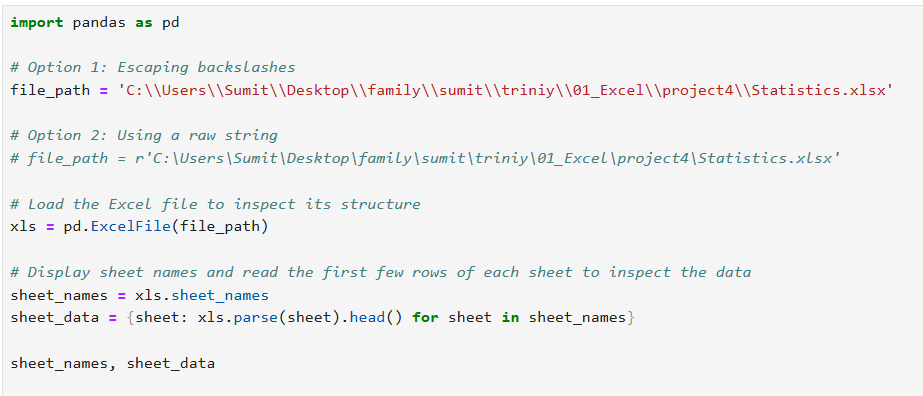 import pandas as pd
# Option 1: Escaping backslashes
file_path = 'C:\\Users\\Sumit\\Desktop\\family\\sumit\\triniy\\01_Excel\\project4\\Statistics.xlsx'
# Option 2: Using a raw string
# file_path = r'C:\Users\Sumit\Desktop\family\sumit\triniy\01_Excel\project4\Statistics.xlsx'
# Load the Excel file to inspect its structure
xls = pd.ExcelFile(file_path)
# Display sheet names and read the first few rows of each sheet to inspect the data
sheet_names = xls.sheet_names
sheet_data = {sheet: xls.parse(sheet).head() for sheet in sheet_names}
sheet_names, sheet_data